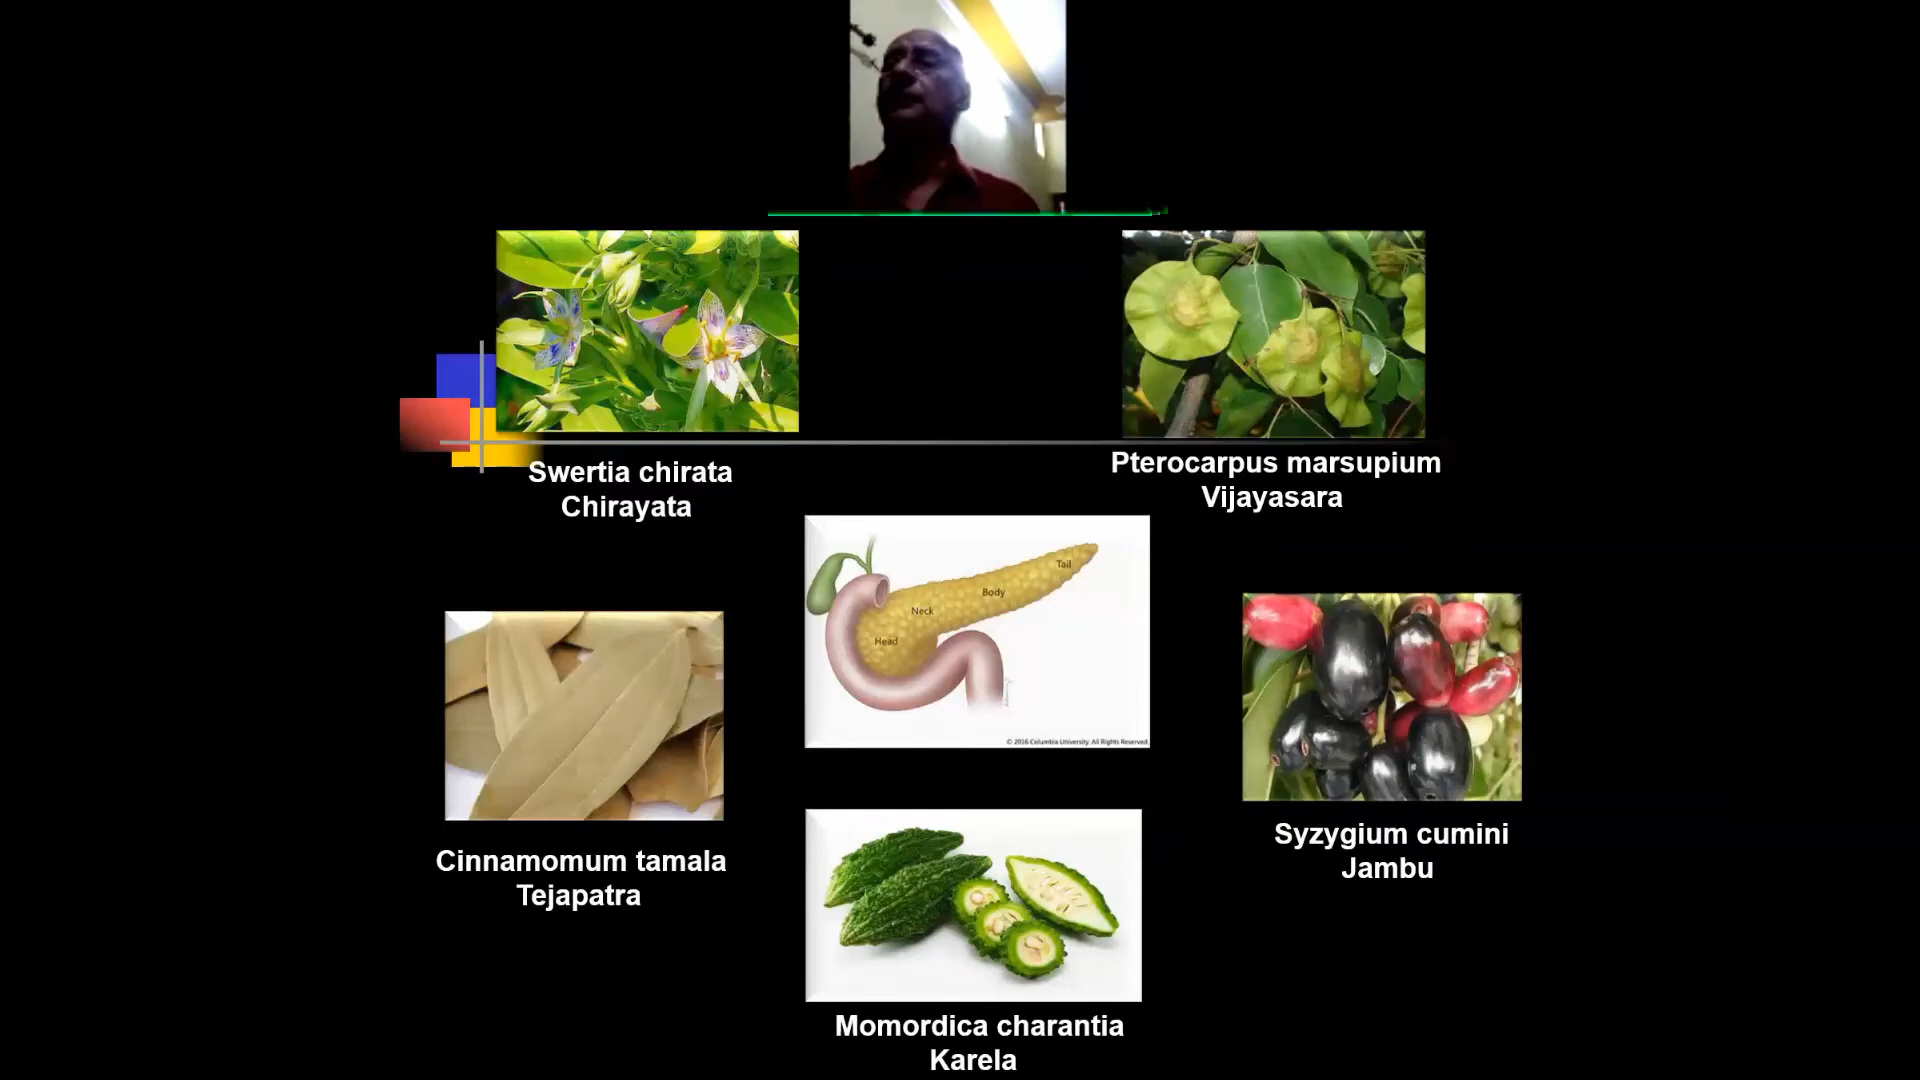 Swertia chirata
Chirayata
Pterocarpus marsupium
Vijayasara
Tail
Body
Neck
Head
© 2016 Columbia University. All Rights Reserved
Cinnamomum tamala
Tejapatra
Syzygium cumini
Jambu
Momordica charantia
Karela